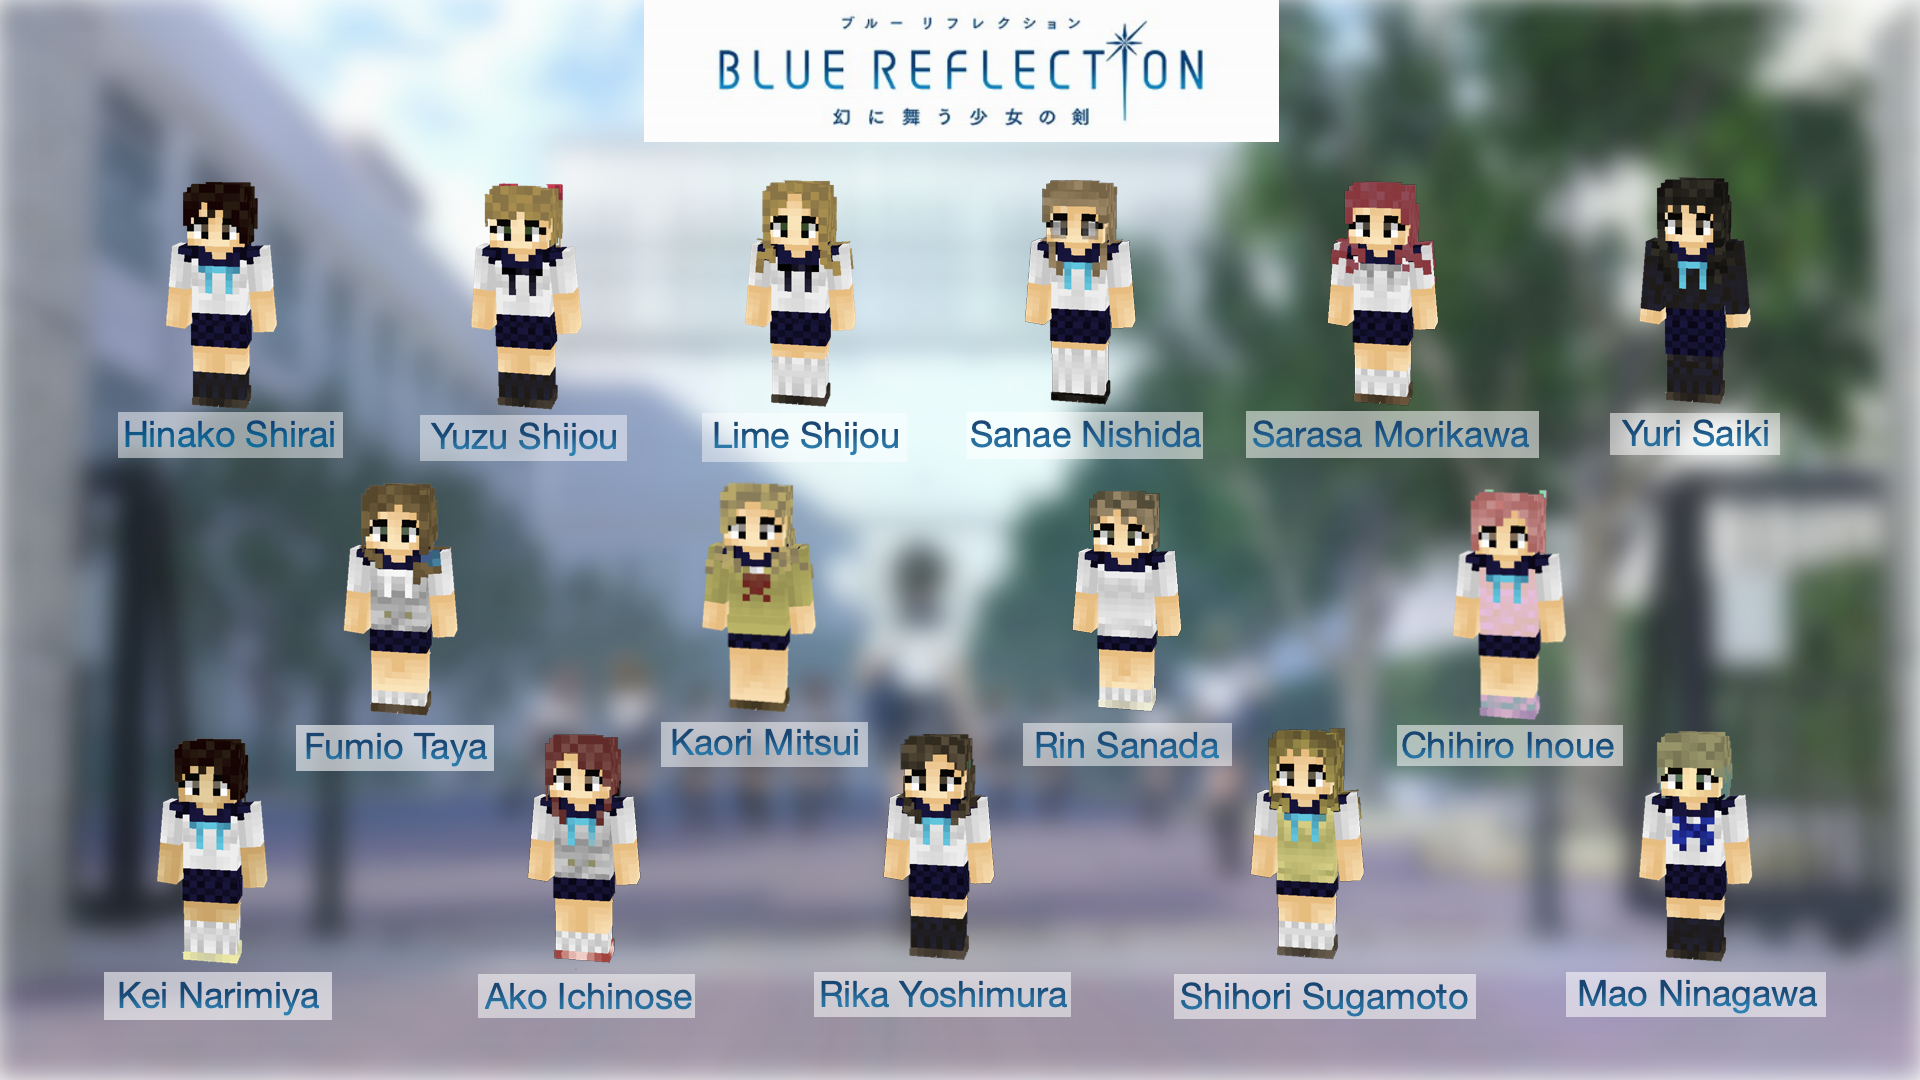 ブルー リフレクション
BLUE REFLECTION
幻に舞う少女の剣
Hinako Shirai
Yuzu Shijou
Lime Shijou
Sanae Nishida
Sarasa Morikawa
Yuri Saiki
Fumio Taya
Kaori Mitsui
Rin Sanada
Chihiro Inoue
Kei Narimiya
Ako Ichinose
Rika Yoshimura
Shihori Sugamoto
Mao Ninagawa